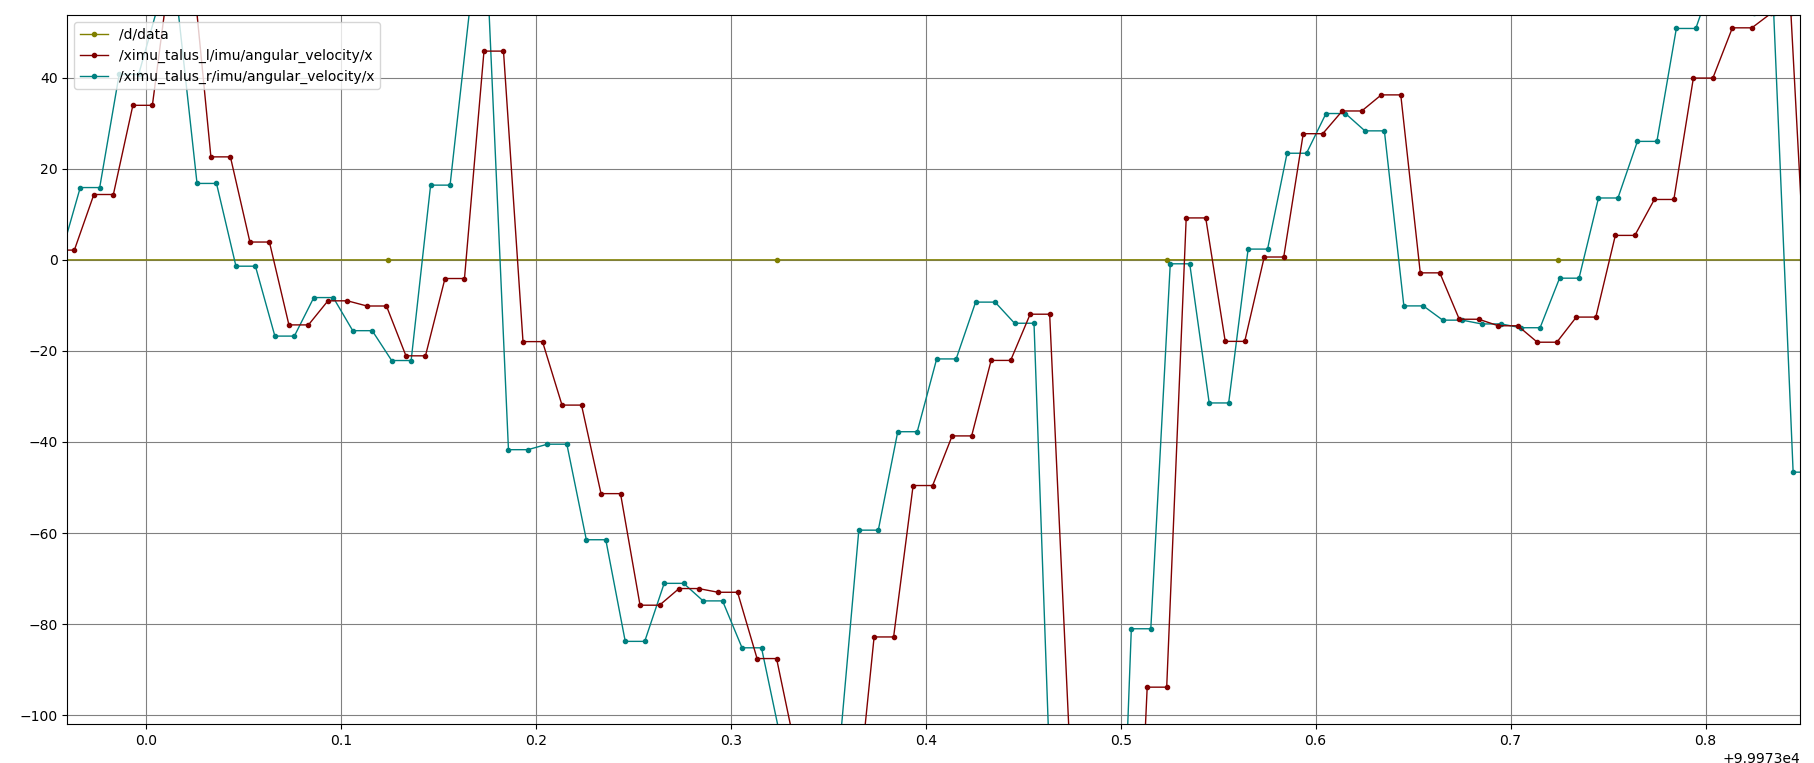 /d/data
/ximu_talus_l/imu/angular_velocity/x
/ximu_talus_r/imu/angular_velocity/x
40
20
0
−20
−40
−60
−80
−100
0.0 0.1 0.2 0.3 0.4 0.5 0.6 0.7 0.8
+9.9973e4